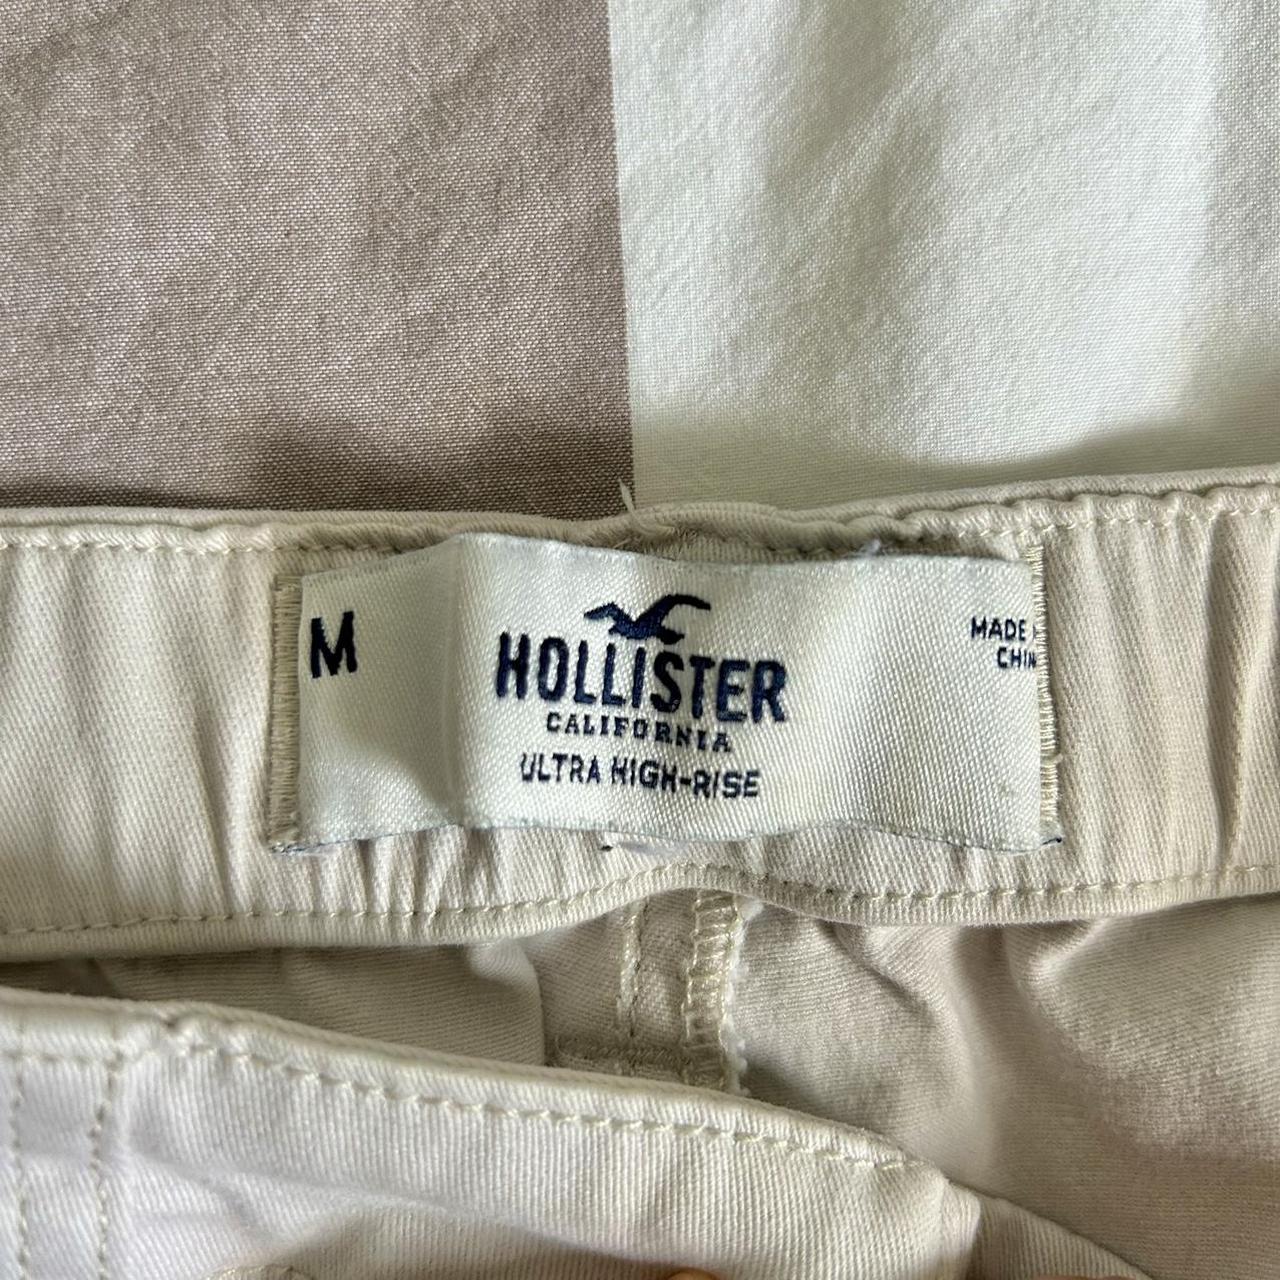 M
HOLLISTER
CALIFORNIA
ULTRA HIGH-RISE
MADE
CHIN